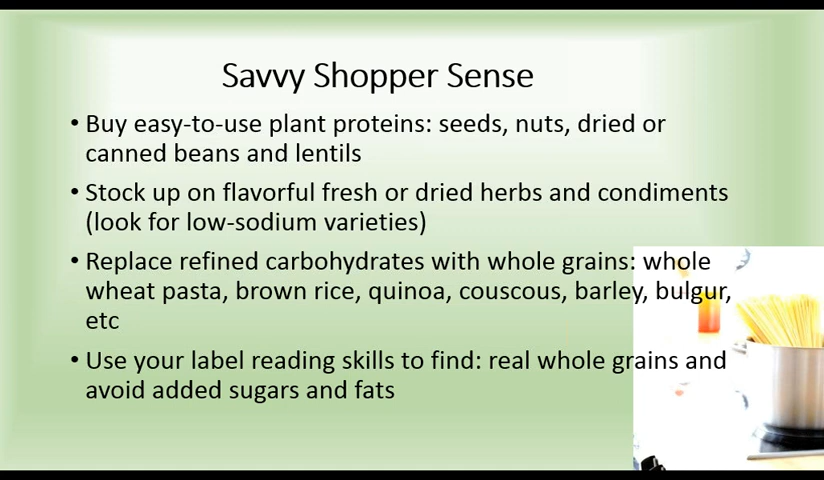 Savvy Shopper Sense
• Buy easy-to-use plant proteins: seeds, nuts, dried or
canned beans and lentils
• Stock up on flavorful fresh or dried herbs and condiments
(look for low-sodium varieties)
• Replace refined carbohydrates with whole grains: whole
wheat pasta, brown rice, quinoa, couscous, barley, bulgur,
etc
• Use your label reading skills to find: real whole grains and
avoid added sugars and fats